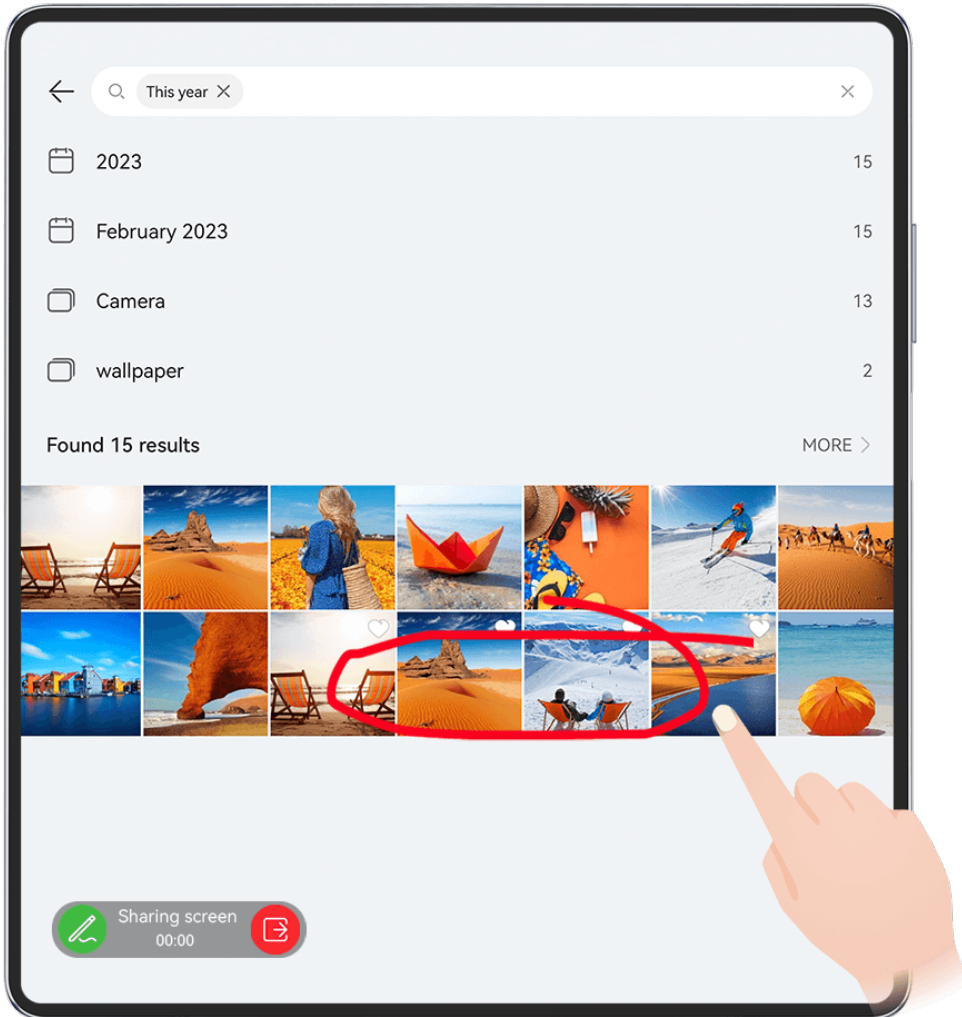 This year
2023 15
February 2023 15
Camera 13
wallpaper 2
Found 15 results MORE
Sharing screen
00:00